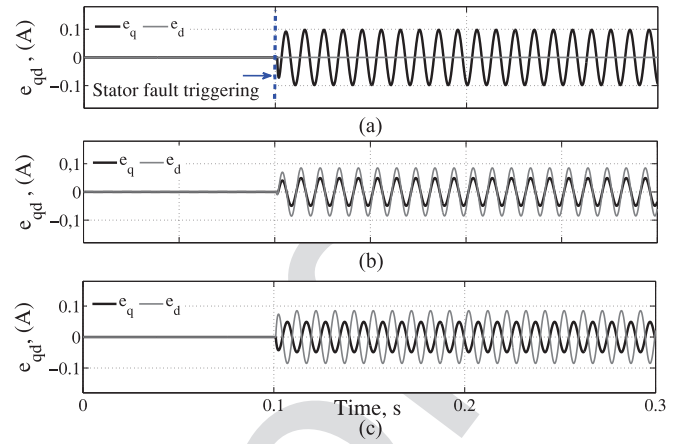 0.1
0
−0.1
e_qd, (A)
e_q e_d
Stator fault triggering
(a)
0,1
0
−0,1
e_qd, (A)
e_q e_d
(b)
0.1
0
−0.1
e_qd, (A)
e_q e_d
0 0.1 0.2 0.3
Time, s
(c)